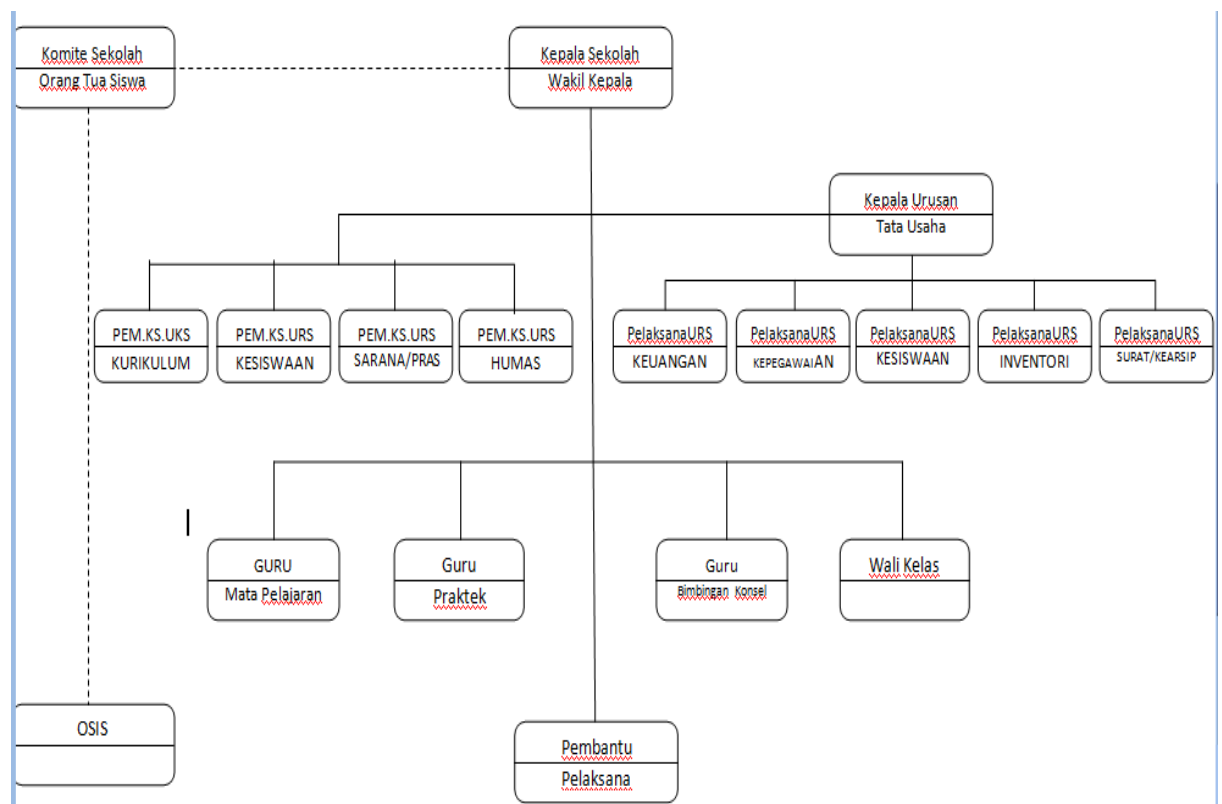 Komite Sekolah
Orang Tua Siswa
Kepala Sekolah
Wakil Kepala
Kepala Urusan
Tata Usaha
PEM.KS.UKS
KURIKULUM
PEM.KS.URS
KESISWAAN
PEM.KS.URS
SARANA/PRAS
PEM.KS.URS
HUMAS
PelaksanaURS
KEUANGAN
PelaksanaURS
KEPEGAWAIAN
PelaksanaURS
KESISWAAN
PelaksanaURS
INVENTORI
PelaksanaURS
SURAT/KEARSIP
GURU
Mata Pelajaran
Guru
Praktek
Guru
Bimbingan Konsel
Wali Kelas
OSIS
Pembantu
Pelaksana